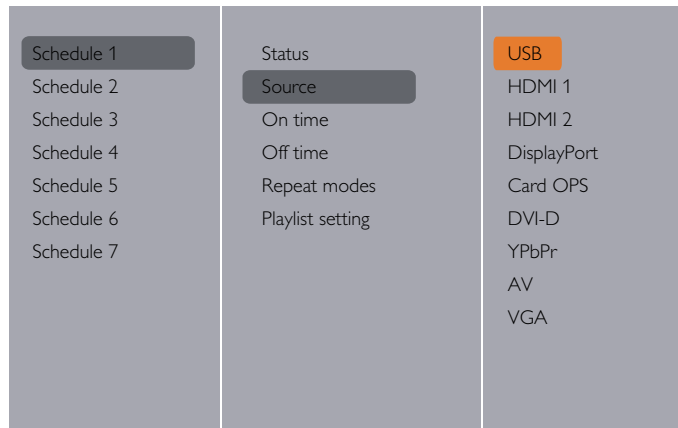 Schedule 1
Schedule 2
Schedule 3
Schedule 4
Schedule 5
Schedule 6
Schedule 7
Status
Source
On time
Off time
Repeat modes
Playlist setting
USB
HDMI 1
HDMI 2
DisplayPort
Card OPS
DVI-D
YPbPr
AV
VGA